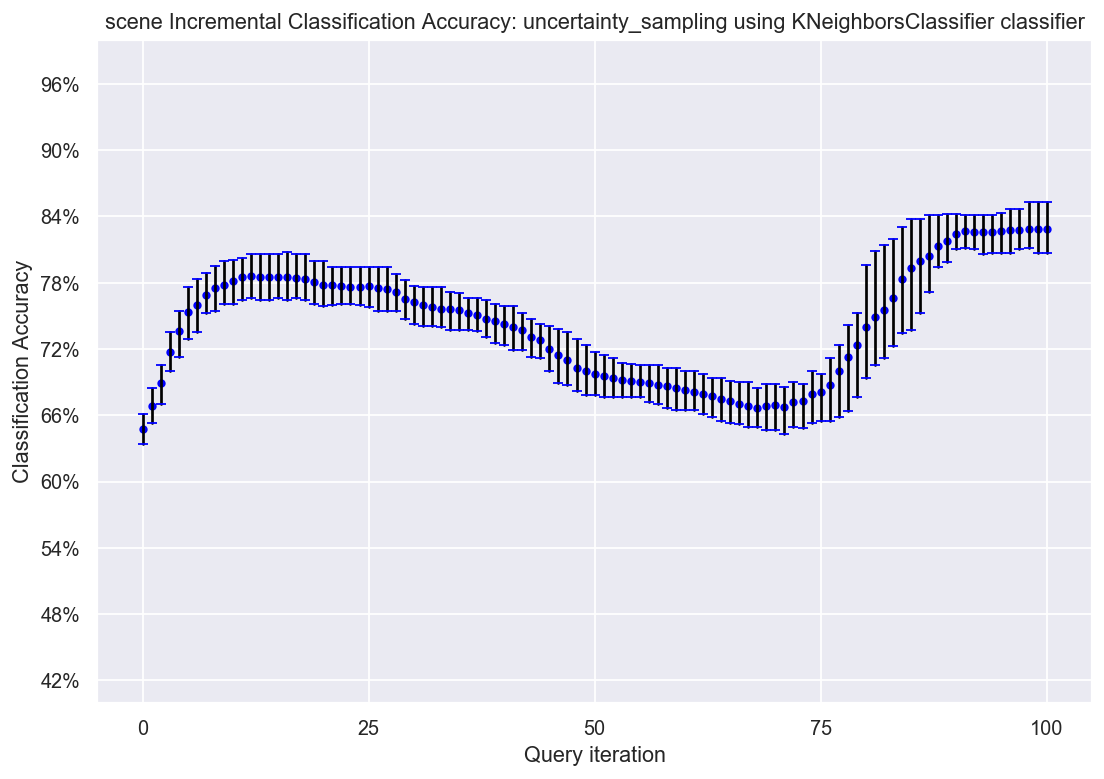 scene Incremental Classification Accuracy: uncertainty_sampling using KNeighborsClassifier classifier
96%
90%
84%
78%
72%
66%
60%
54%
48%
42%
Classification Accuracy
0 25 50 75 100
Query iteration